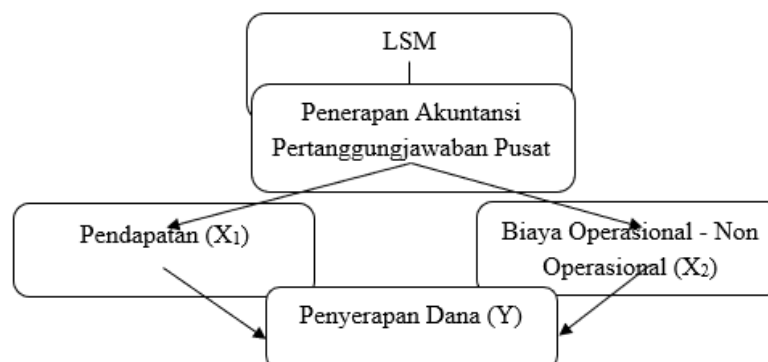 LSM
Penerapan Akuntansi
Pertanggungjawaban Pusat
Pendapatan (X₁)
Biaya Operasional - Non
Operasional (X₂)
Penyerapan Dana (Y)